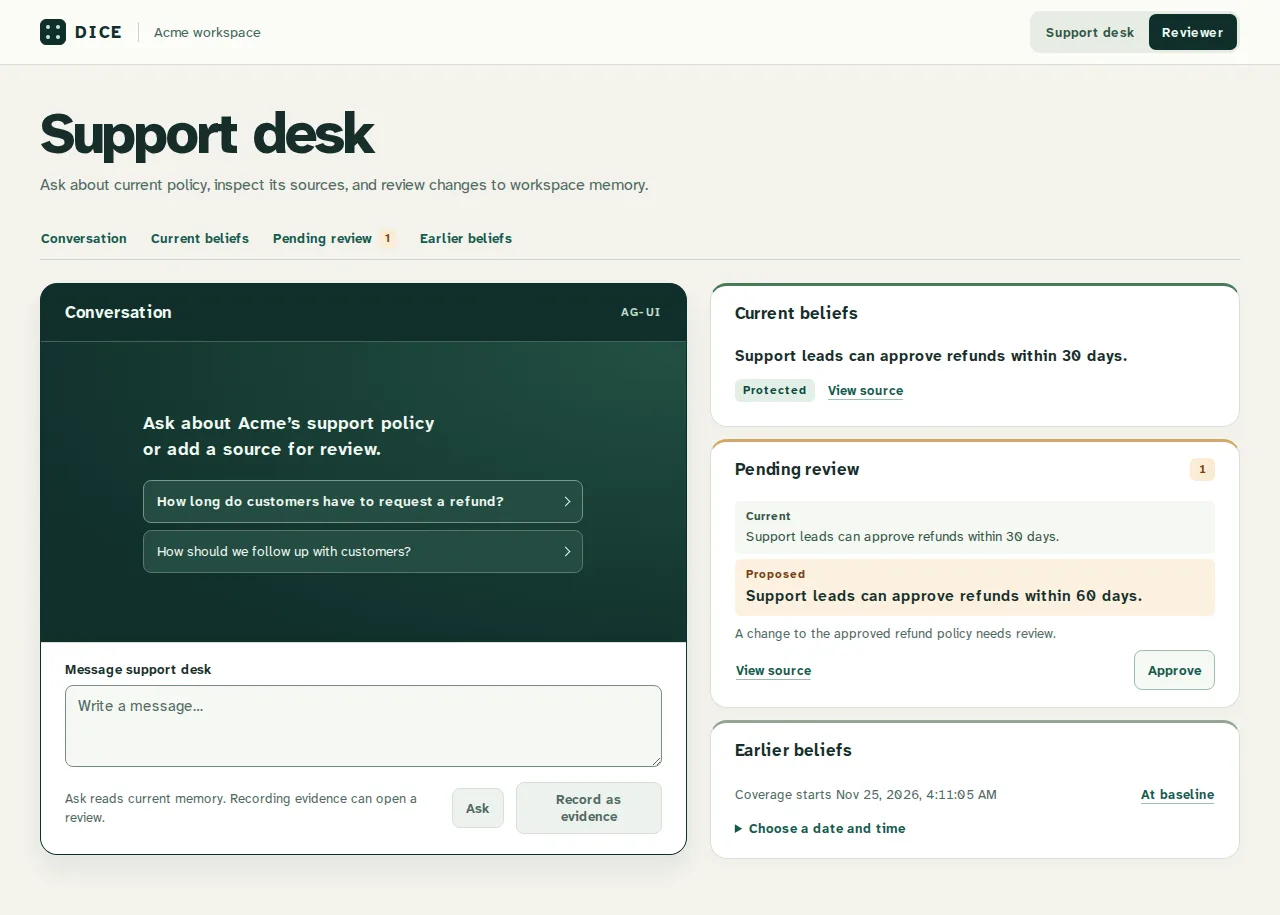 DICE
Acme workspace
Support desk
Reviewer
Support desk
Ask about current policy, inspect its sources, and review changes to workspace memory.
Conversation
Current beliefs
Pending review 1
Earlier beliefs
Conversation
AG-UI
Ask about Acme’s support policy
or add a source for review.
How long do customers have to request a refund?
How should we follow up with customers?
Message support desk
Write a message…
Ask reads current memory. Recording evidence can open a
review.
Ask
Record as
evidence
Current beliefs
Support leads can approve refunds within 30 days.
Protected
View source
Pending review
1
Current
Support leads can approve refunds within 30 days.
Proposed
Support leads can approve refunds within 60 days.
A change to the approved refund policy needs review.
View source
Approve
Earlier beliefs
Coverage starts Nov 25, 2026, 4:11:05 AM
At baseline
Choose a date and time